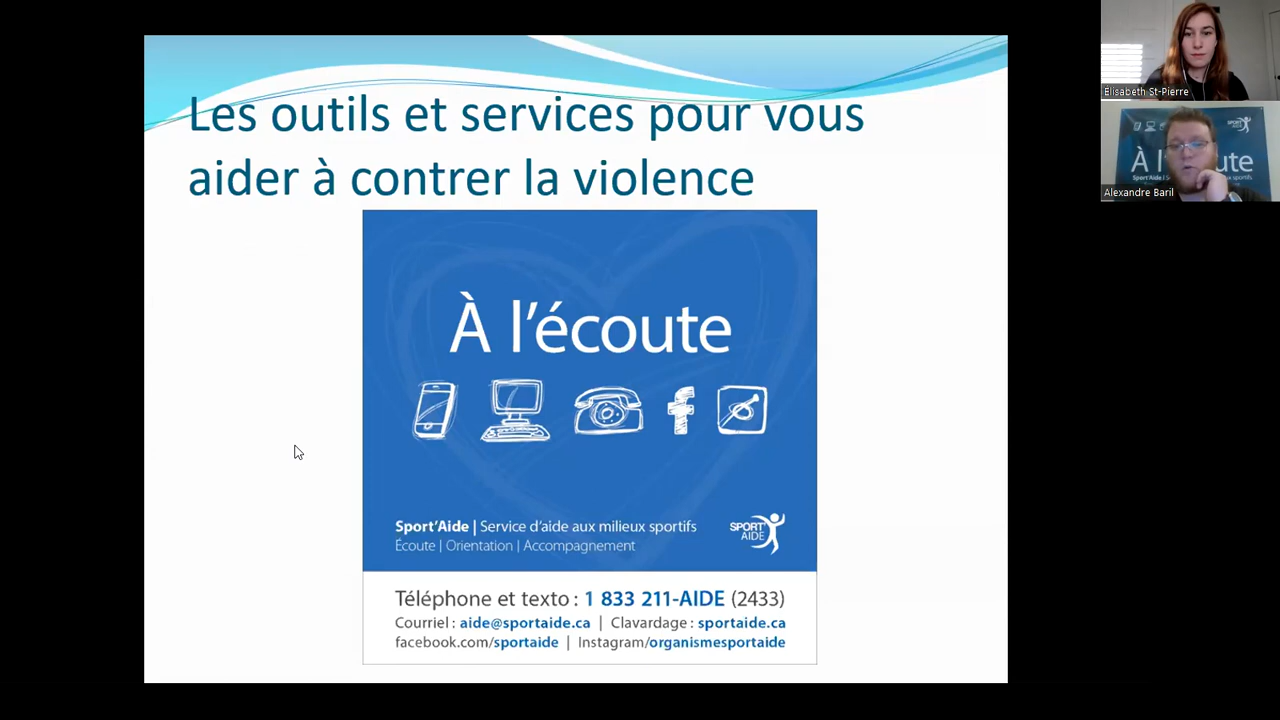 Les outils et services pour vous
aider à contrer la violence
À l'écoute
Sport'Aide | Service d'aide aux milieux sportifs
Écoute | Orientation | Accompagnement
SPORT'
AIDE
Téléphone et texto : 1 833 211-AIDE (2433)
Courriel : aide@sportaide.ca | Clavardage : sportaide.ca
facebook.com/sportaide | Instagram/organismesportaide
Elisabeth St-Pierre
SPORT
AIDE
Alexandre Baril